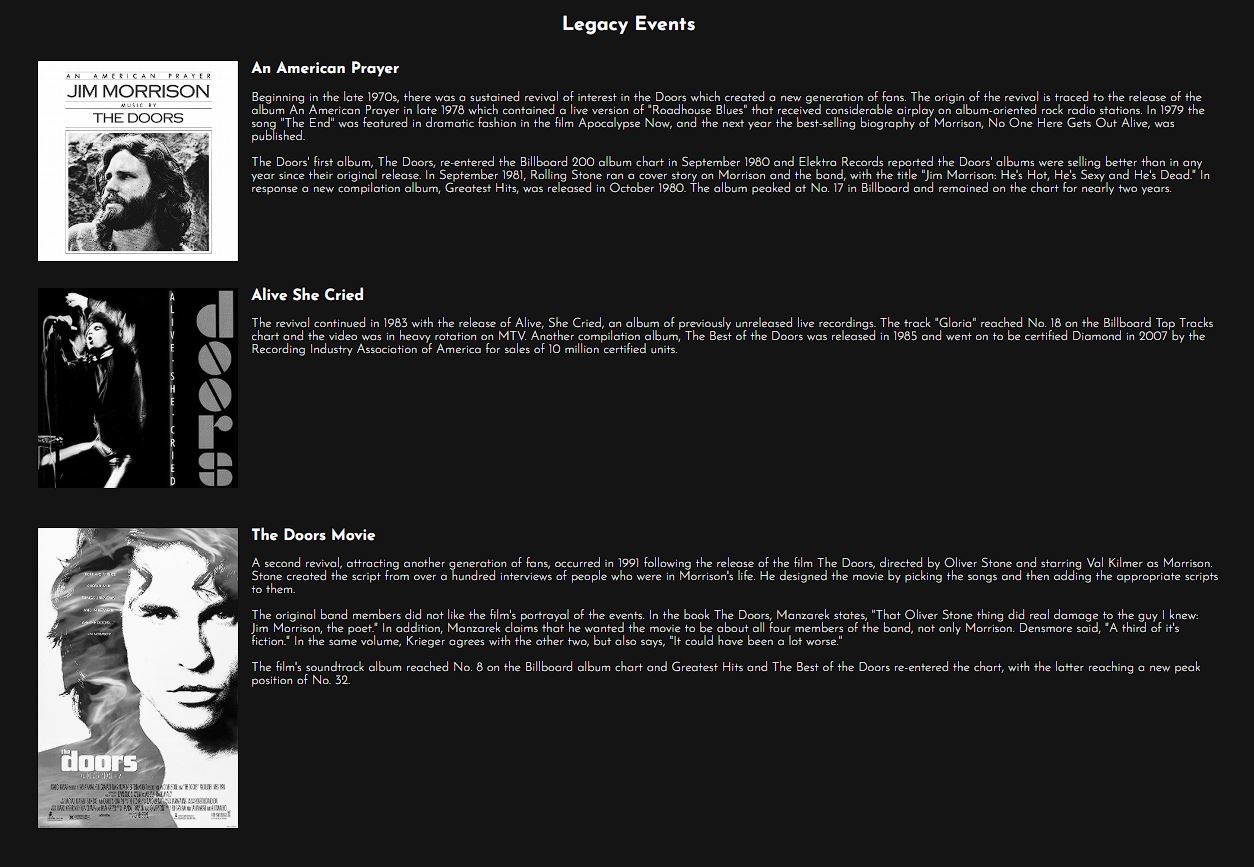 Legacy Events
AN AMERICAN PRAYER
JIM MORRISON
MUSIC BY
THE DOORS
An American Prayer
Beginning in the late 1970s, there was a sustained revival of interest in the Doors which created a new generation of fans. The origin of the revival is traced to the release of the
album An American Prayer in late 1978 which contained a live version of "Roadhouse Blues" that received considerable airplay on album-oriented rock radio stations. In 1979 the
song "The End" was featured in dramatic fashion in the film Apocalypse Now, and the next year the best-selling biography of Morrison, No One Here Gets Out Alive, was
published.
The Doors' first album, The Doors, re-entered the Billboard 200 album chart in September 1980 and Elektra Records reported the Doors' albums were selling better than in any
year since their original release. In September 1981, Rolling Stone ran a cover story on Morrison and the band, with the title "Jim Morrison: He's Hot, He's Sexy and He's Dead." In
response a new compilation album, Greatest Hits, was released in October 1980. The album peaked at No. 17 in Billboard and remained on the chart for nearly two years.
ALIVE SHE CRIED
doors
Alive She Cried
The revival continued in 1983 with the release of Alive, She Cried, an album of previously unreleased live recordings. The track "Gloria" reached No. 18 on the Billboard Top Tracks
chart and the video was in heavy rotation on MTV. Another compilation album, The Best of the Doors was released in 1985 and went on to be certified Diamond in 2007 by the
Recording Industry Association of America for sales of 10 million certified units.
the
doors
The Doors Movie
A second revival, attracting another generation of fans, occurred in 1991 following the release of the film The Doors, directed by Oliver Stone and starring Val Kilmer as Morrison.
Stone created the script from over a hundred interviews of people who were in Morrison's life. He designed the movie by picking the songs and then adding the appropriate scripts
to them.
The original band members did not like the film's portrayal of the events. In the book The Doors, Manzarek states, "That Oliver Stone thing did real damage to the guy I knew:
Jim Morrison, the poet." In addition, Manzarek claims that he wanted the movie to be about all four members of the band, not only Morrison. Densmore said, "A third of it's
fiction." In the same volume, Krieger agrees with the other two, but also says, "It could have been a lot worse."
The film's soundtrack album reached No. 8 on the Billboard album chart and Greatest Hits and The Best of the Doors re-entered the chart, with the latter reaching a new peak
position of No. 32.